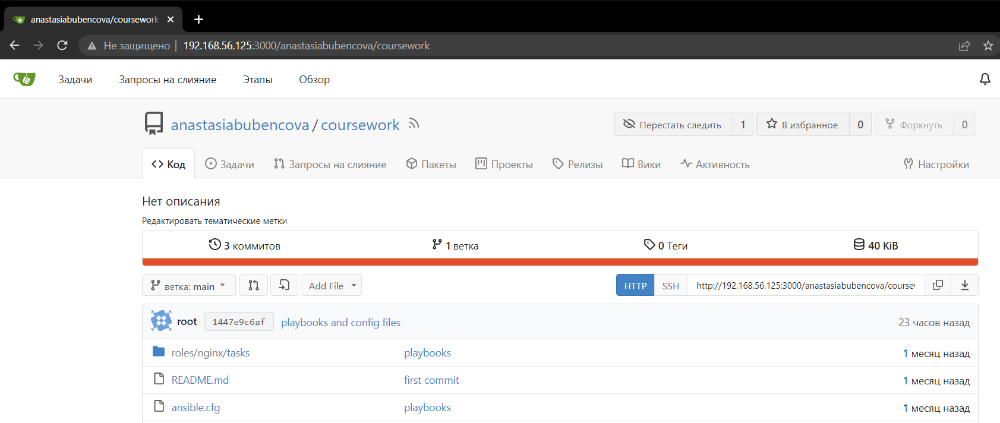 anastasiabubencova/coursework
Не защищено 192.168.56.125:3000/anastasiabubencova/coursework
Задачи Запросы на слияние Этапы Обзор
anastasiabubencova / coursework Перестать следить 1 В избранное 0 Форкнуть 0
Код Задачи Запросы на слияние Пакеты Проекты Релизы Вики Активность Настройки
Нет описания
Редактировать тематические метки
3 коммитов 1 ветка 0 Теги 40 KiB
ветка: main Add File HTTP SSH http://192.168.56.125:3000/anastasiabubencova/course
root 1447e9c6af playbooks and config files 23 часов назад
roles/nginx/tasks playbooks 1 месяц назад
README.md first commit 1 месяц назад
ansible.cfg playbooks 1 месяц назад